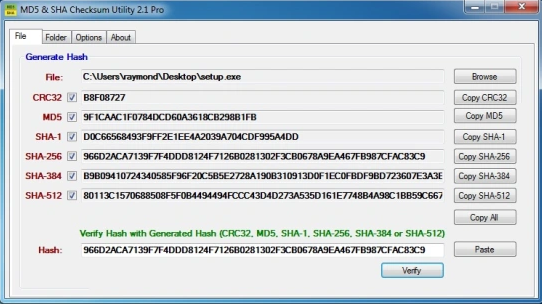 MD5 & SHA Checksum Utility 2.1 Pro
File Folder Options About
Generate Hash
File: C:\Users\raymond\Desktop\setup.exe Browse
CRC32 B8F08727 Copy CRC32
MD5 9F1CAAC1F0784DCD60A3618CB298B1FB Copy MD5
SHA-1 D0C66568493F9FF2E1EE4A2039A704CDF995A4DD Copy SHA-1
SHA-256 966D2ACA7139F7F4DDD8124F7126B0281302F3CB0678A9EA467FB987CFAC83C9 Copy SHA-256
SHA-384 B9B09410724340585F96F20C5B5E2728A190B310913D0F1EC0FBDF9BD723607E3A3E Copy SHA-384
SHA-512 80113C1570688508F5F0B4494494FCCC43D4D273A535D161E7748B4A98C1BB59C667 Copy SHA-512
Copy All
Verify Hash with Generated Hash (CRC32, MD5, SHA-1, SHA-256, SHA-384 or SHA-512)
Hash: 966D2ACA7139F7F4DDD8124F7126B0281302F3CB0678A9EA467FB987CFAC83C9 Paste
Verify